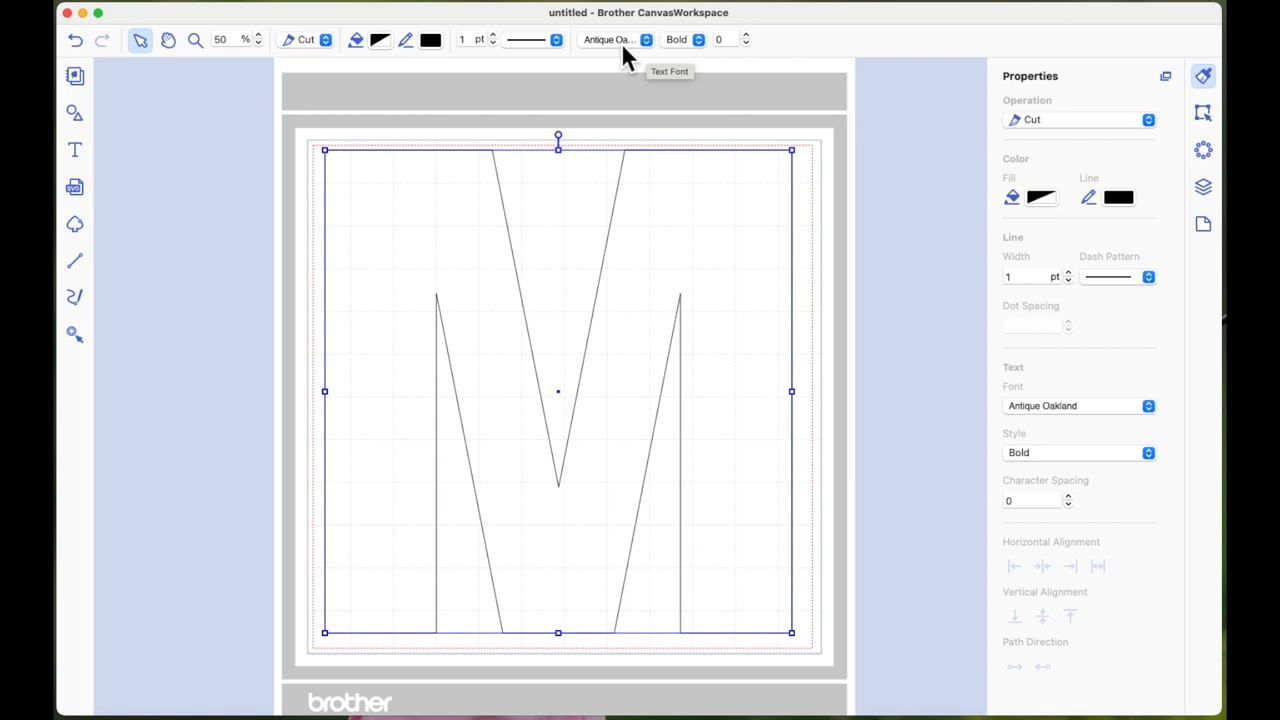 untitled - Brother CanvasWorkspace
50 % Cut 1 pt Antique Oa... Bold 0
Text Font
T
SVG
M
brother
Properties
Operation
Cut
Color
Fill Line
Line
Width Dash Pattern
1 pt
Dot Spacing
Text
Font
Antique Oakland
Style
Bold
Character Spacing
0
Horizontal Alignment
Vertical Alignment
Path Direction